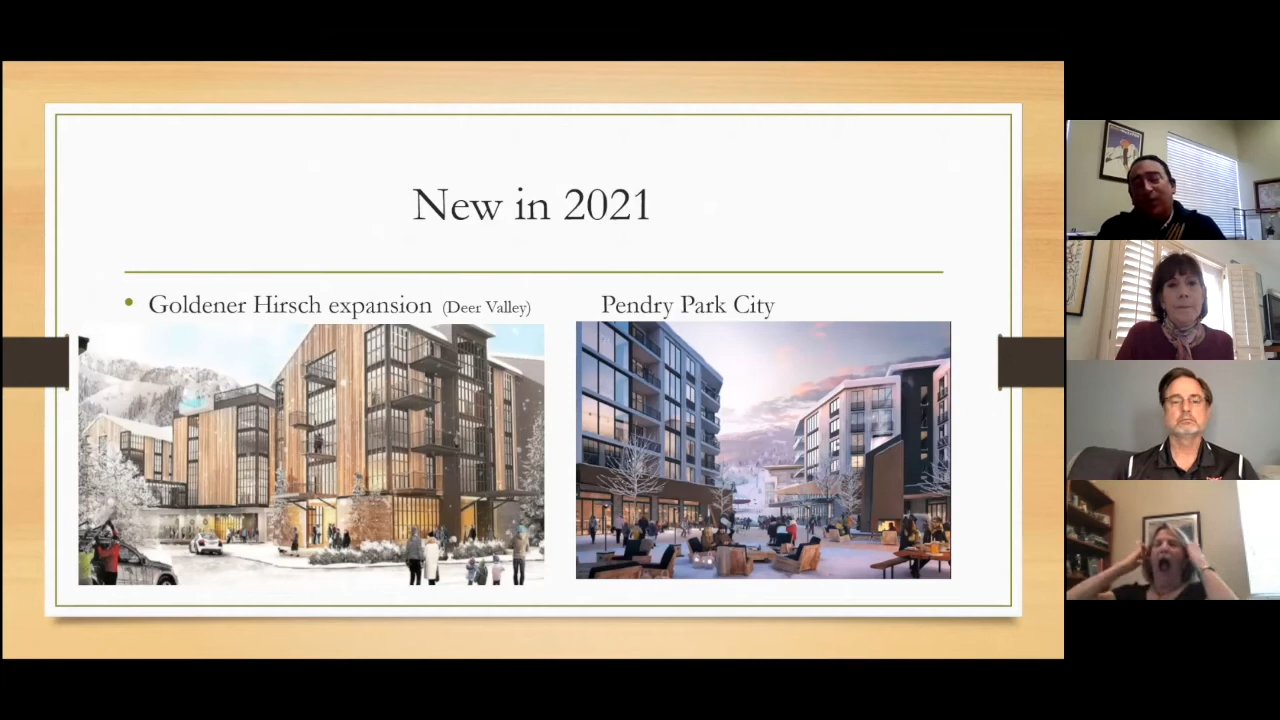 New in 2021
Goldener Hirsch expansion (Deer Valley)
Pendry Park City